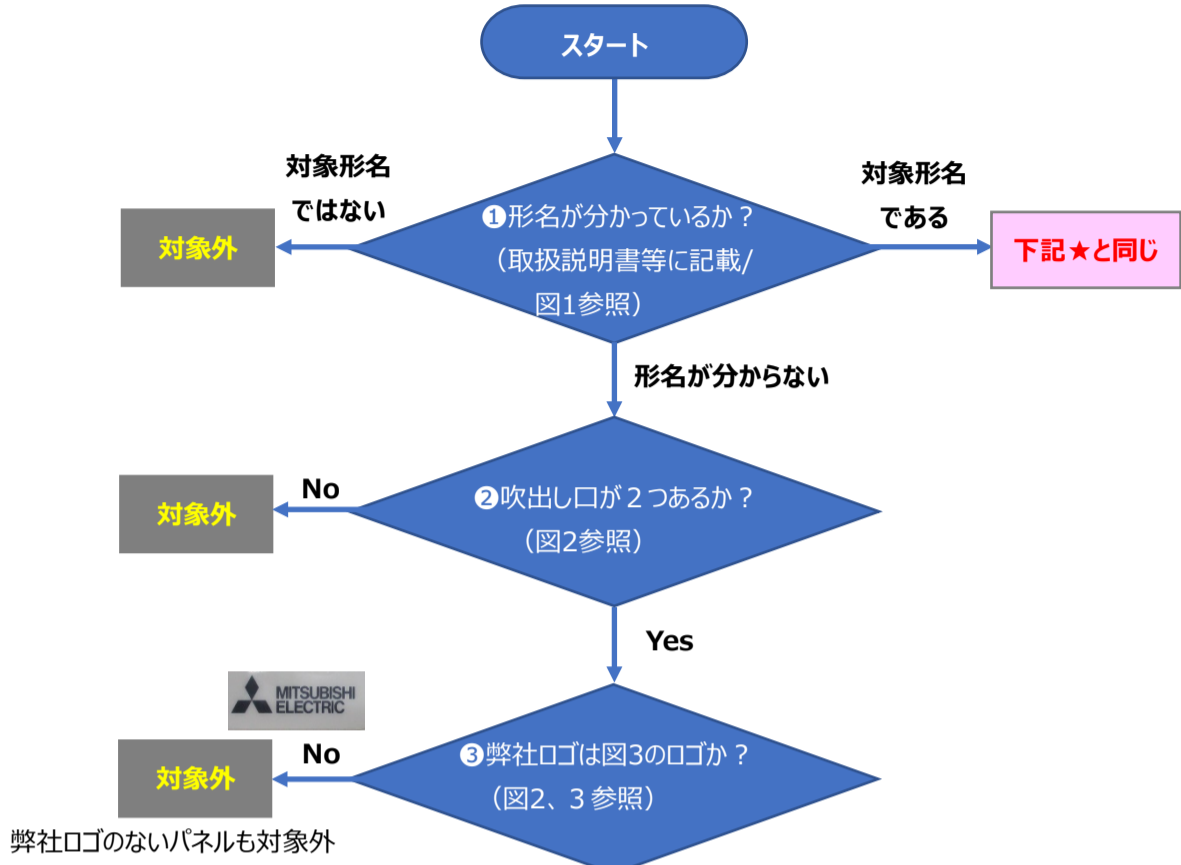 スタート
対象形名
ではない
対象形名
である
❶形名が分かっているか？
（取扱説明書等に記載/
図1参照）
対象外
下記★と同じ
形名が分からない
❷吹出し口が２つあるか？
（図2参照）
No
対象外
Yes
MITSUBISHI
ELECTRIC
❸弊社ロゴは図3のロゴか？
（図2、３参照）
No
対象外
弊社ロゴのないパネルも対象外